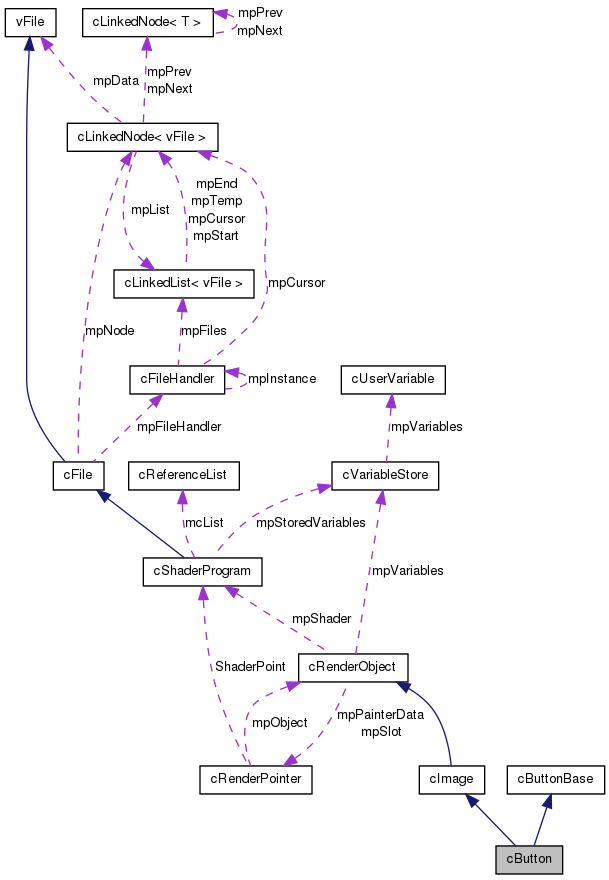 vFile
cLinkedNode< T >
mpPrev
mpNext
mpData
mpPrev
mpNext
cLinkedNode< vFile >
mpList
mpEnd
mpTemp
mpCursor
mpStart
cLinkedList< vFile >
mpCursor
mpNode
mpFiles
cFileHandler
mpInstance
cUserVariable
mpFileHandler
mpVariables
cFile
cReferenceList
cVariableStore
mcList
mpStoredVariables
cShaderProgram
mpVariables
mpShader
ShaderPoint
cRenderObject
mpObject
mpPainterData
mpSlot
cRenderPointer
cImage
cButtonBase
cButton